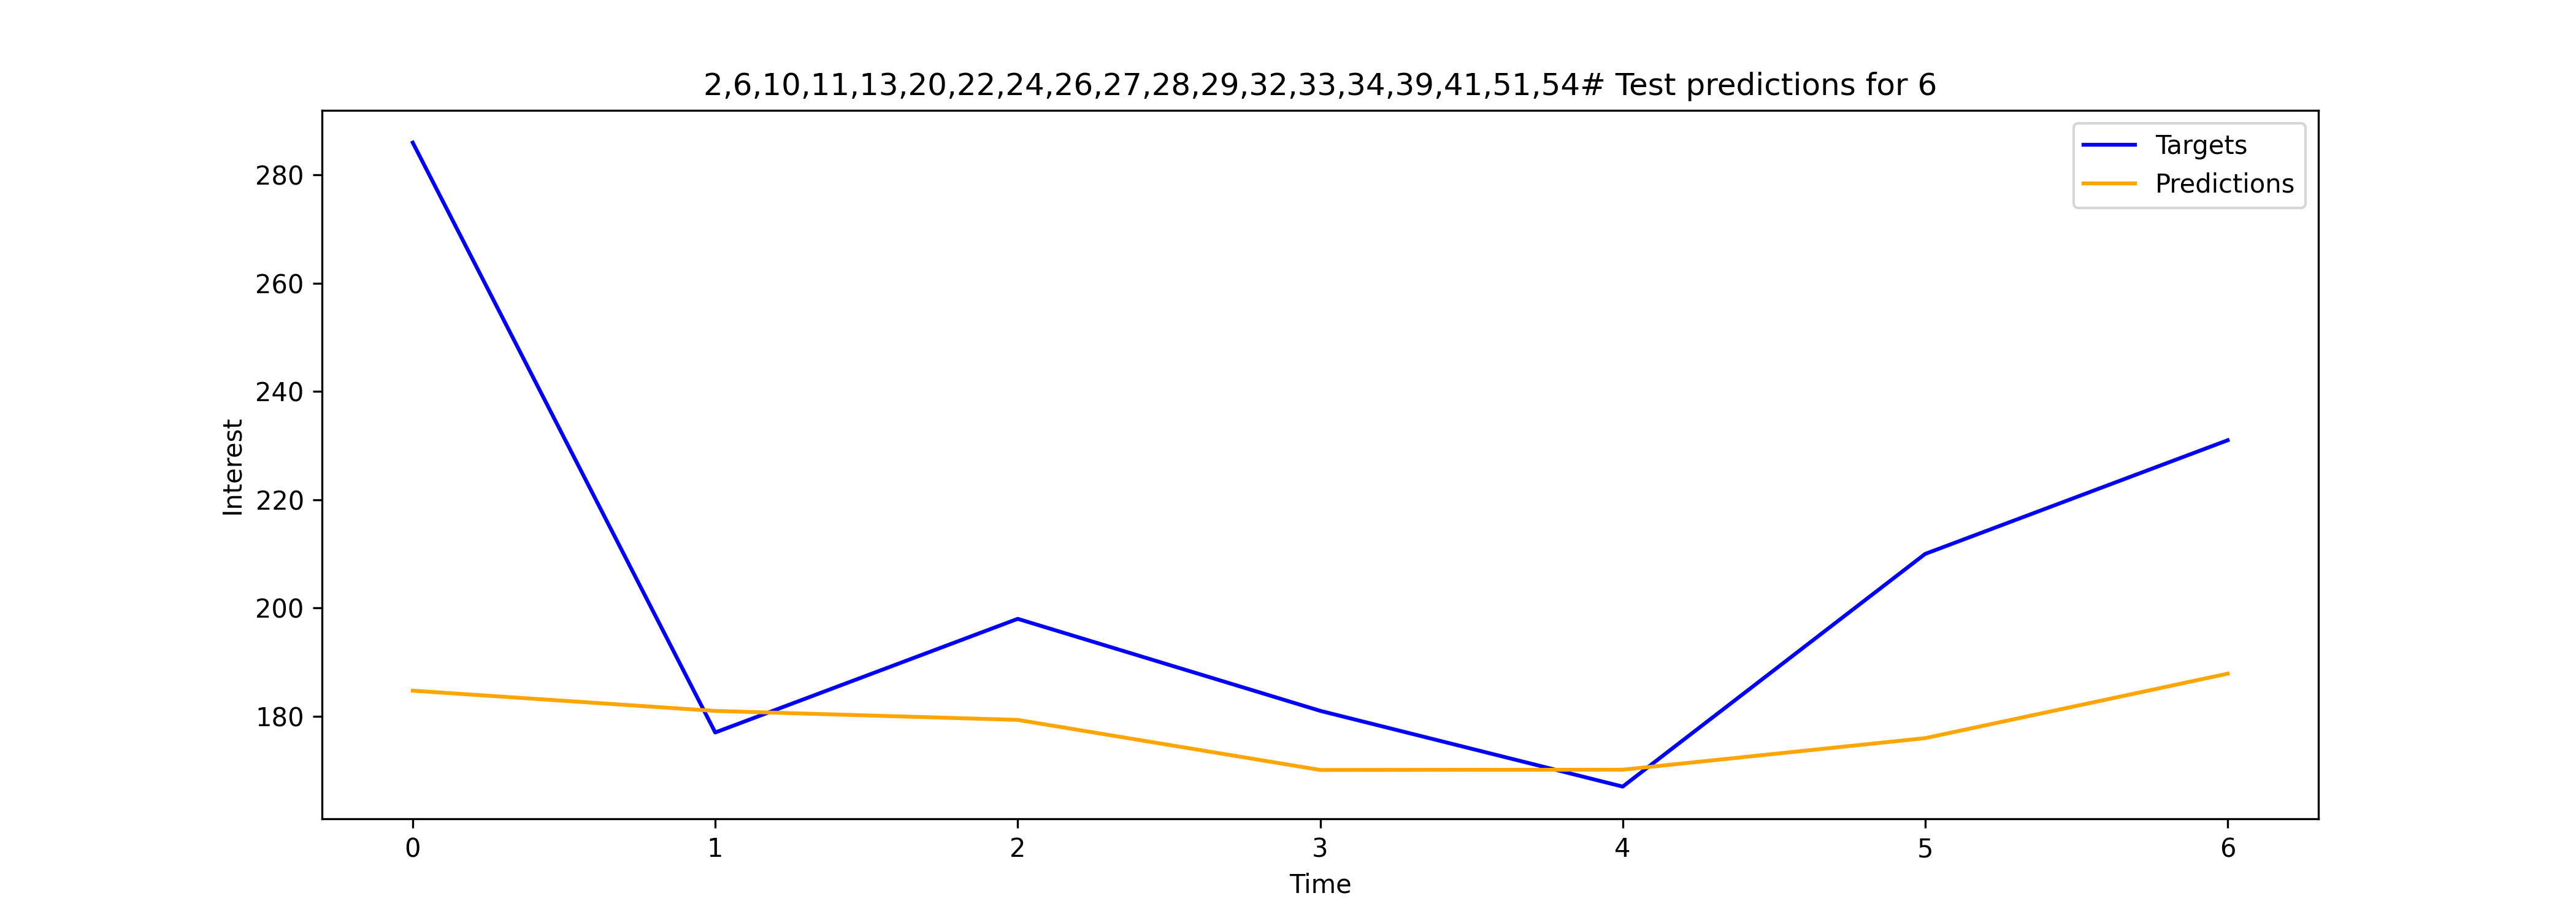 2,6,10,11,13,20,22,24,26,27,28,29,32,33,34,39,41,51,54# Test predictions for 6
Targets
Predictions
280
260
240
220
200
180
Interest
0 1 2 3 4 5 6
Time